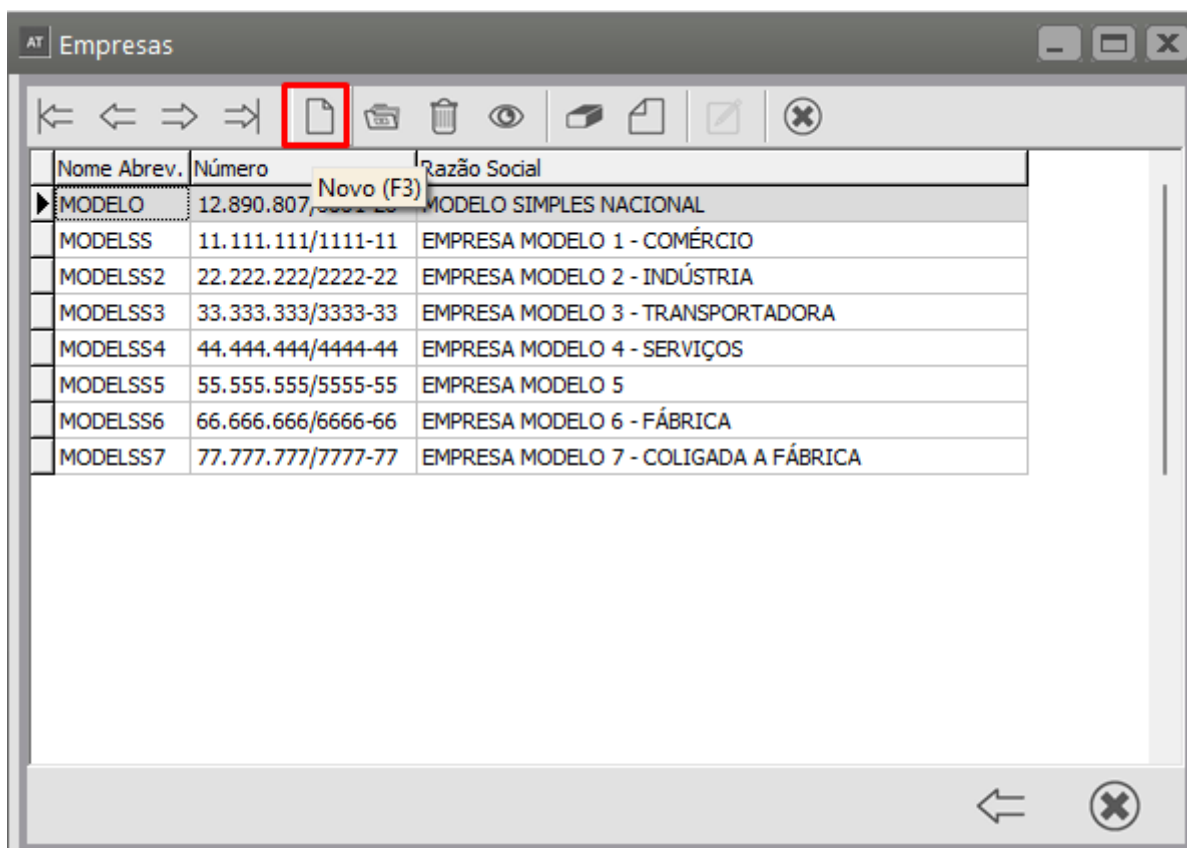 AT Empresas
Nome Abrev. Número Razão Social
Novo (F3)
MODELO 12.890.807/ MODELO SIMPLES NACIONAL
MODELSS 11.111.111/1111-11 EMPRESA MODELO 1 - COMÉRCIO
MODELSS2 22.222.222/2222-22 EMPRESA MODELO 2 - INDÚSTRIA
MODELSS3 33.333.333/3333-33 EMPRESA MODELO 3 - TRANSPORTADORA
MODELSS4 44.444.444/4444-44 EMPRESA MODELO 4 - SERVIÇOS
MODELSS5 55.555.555/5555-55 EMPRESA MODELO 5
MODELSS6 66.666.666/6666-66 EMPRESA MODELO 6 - FÁBRICA
MODELSS7 77.777.777/7777-77 EMPRESA MODELO 7 - COLIGADA A FÁBRICA